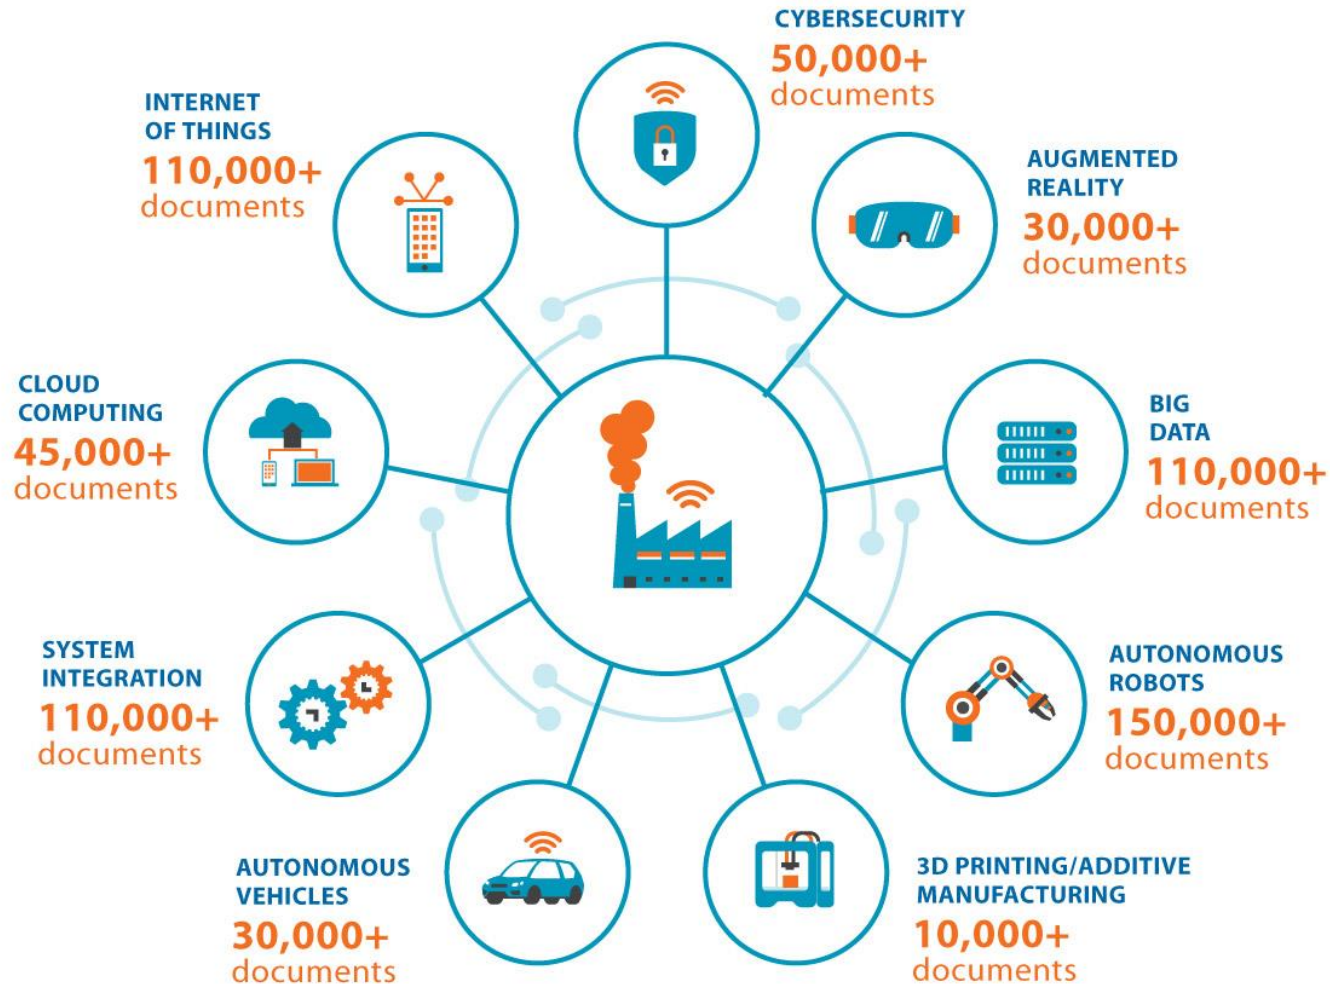 CYBERSECURITY
50,000+
documents
INTERNET
OF THINGS
110,000+
documents
AUGMENTED
REALITY
30,000+
documents
CLOUD
COMPUTING
45,000+
documents
BIG
DATA
110,000+
documents
SYSTEM
INTEGRATION
110,000+
documents
AUTONOMOUS
ROBOTS
150,000+
documents
AUTONOMOUS
VEHICLES
30,000+
documents
3D PRINTING/ADDITIVE
MANUFACTURING
10,000+
documents